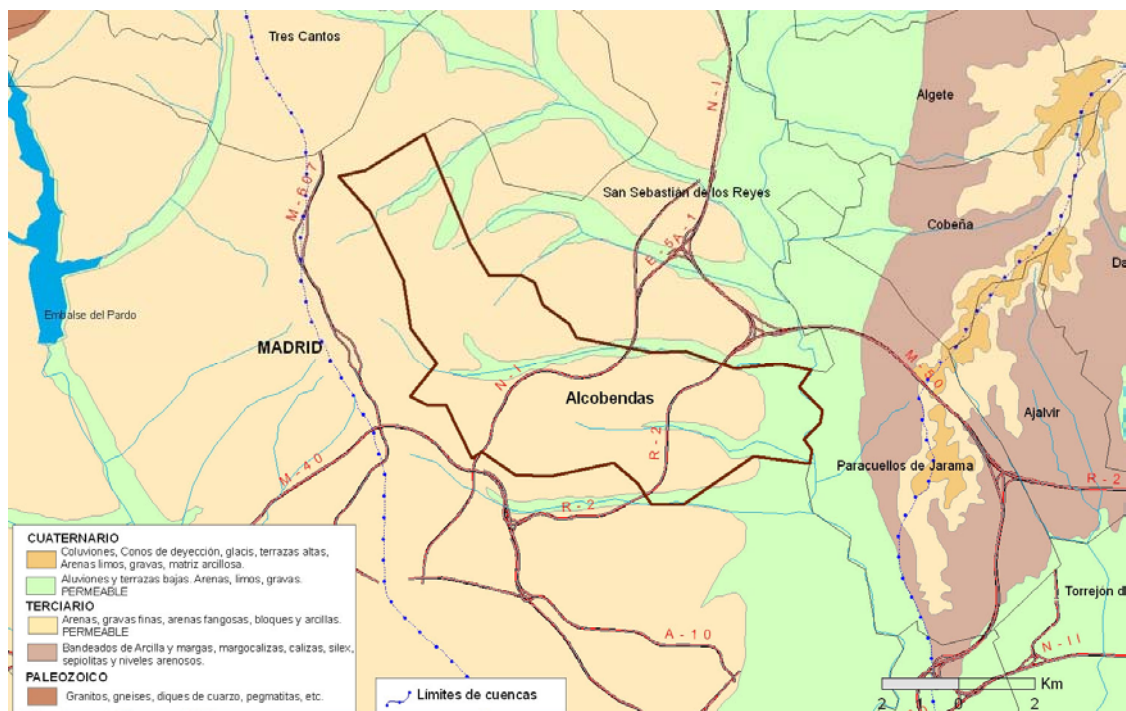 Tres Cantos
N-I
Algete
M-607
San Sebastián de los Reyes
Cobeña
E-5A-1
Da
Embalse del Pardo
MADRID
M-50
N-I
Alcobendas
Ajalvir
R-2
M-40
Paracuellos de Jarama
R-2
R-2
CUATERNARIO
Coluviones, Conos de deyección, glacis, terrazas altas,
Arenas limos, gravas, matriz arcillosa.
Aluviones y terrazas bajas. Arenas, limos, gravas.
PERMEABLE
TERCIARIO
Arenas, gravas finas, arenas fangosas, bloques y arcillas.
PERMEABLE
Bandeados de Arcilla y margas, margocalizas, calizas, silex,
sepiolitas y niveles arenosos.
PALEOZOICO
Granitos, gneises, diques de cuarzo, pegmatitas, etc.
Torrejón d
A-10
N-II
Límites de cuencas
Km
2 0 2